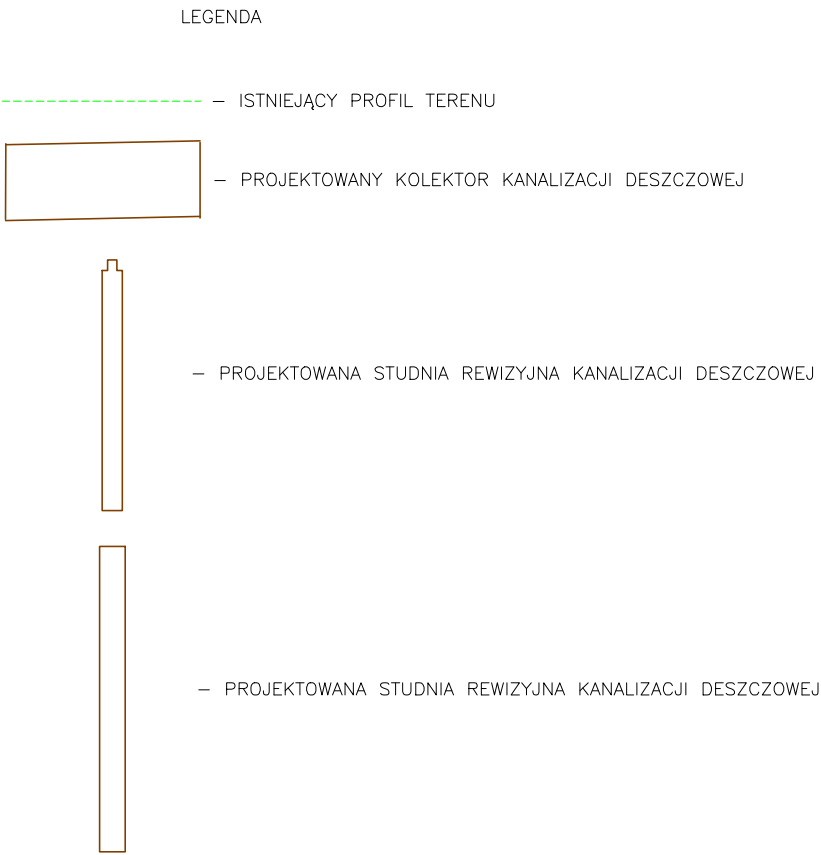 LEGENDA
– ISTNIEJĄCY PROFIL TERENU
– PROJEKTOWANY KOLEKTOR KANALIZACJI DESZCZOWEJ
– PROJEKTOWANA STUDNIA REWIZYJNA KANALIZACJI DESZCZOWEJ
– PROJEKTOWANA STUDNIA REWIZYJNA KANALIZACJI DESZCZOWEJ